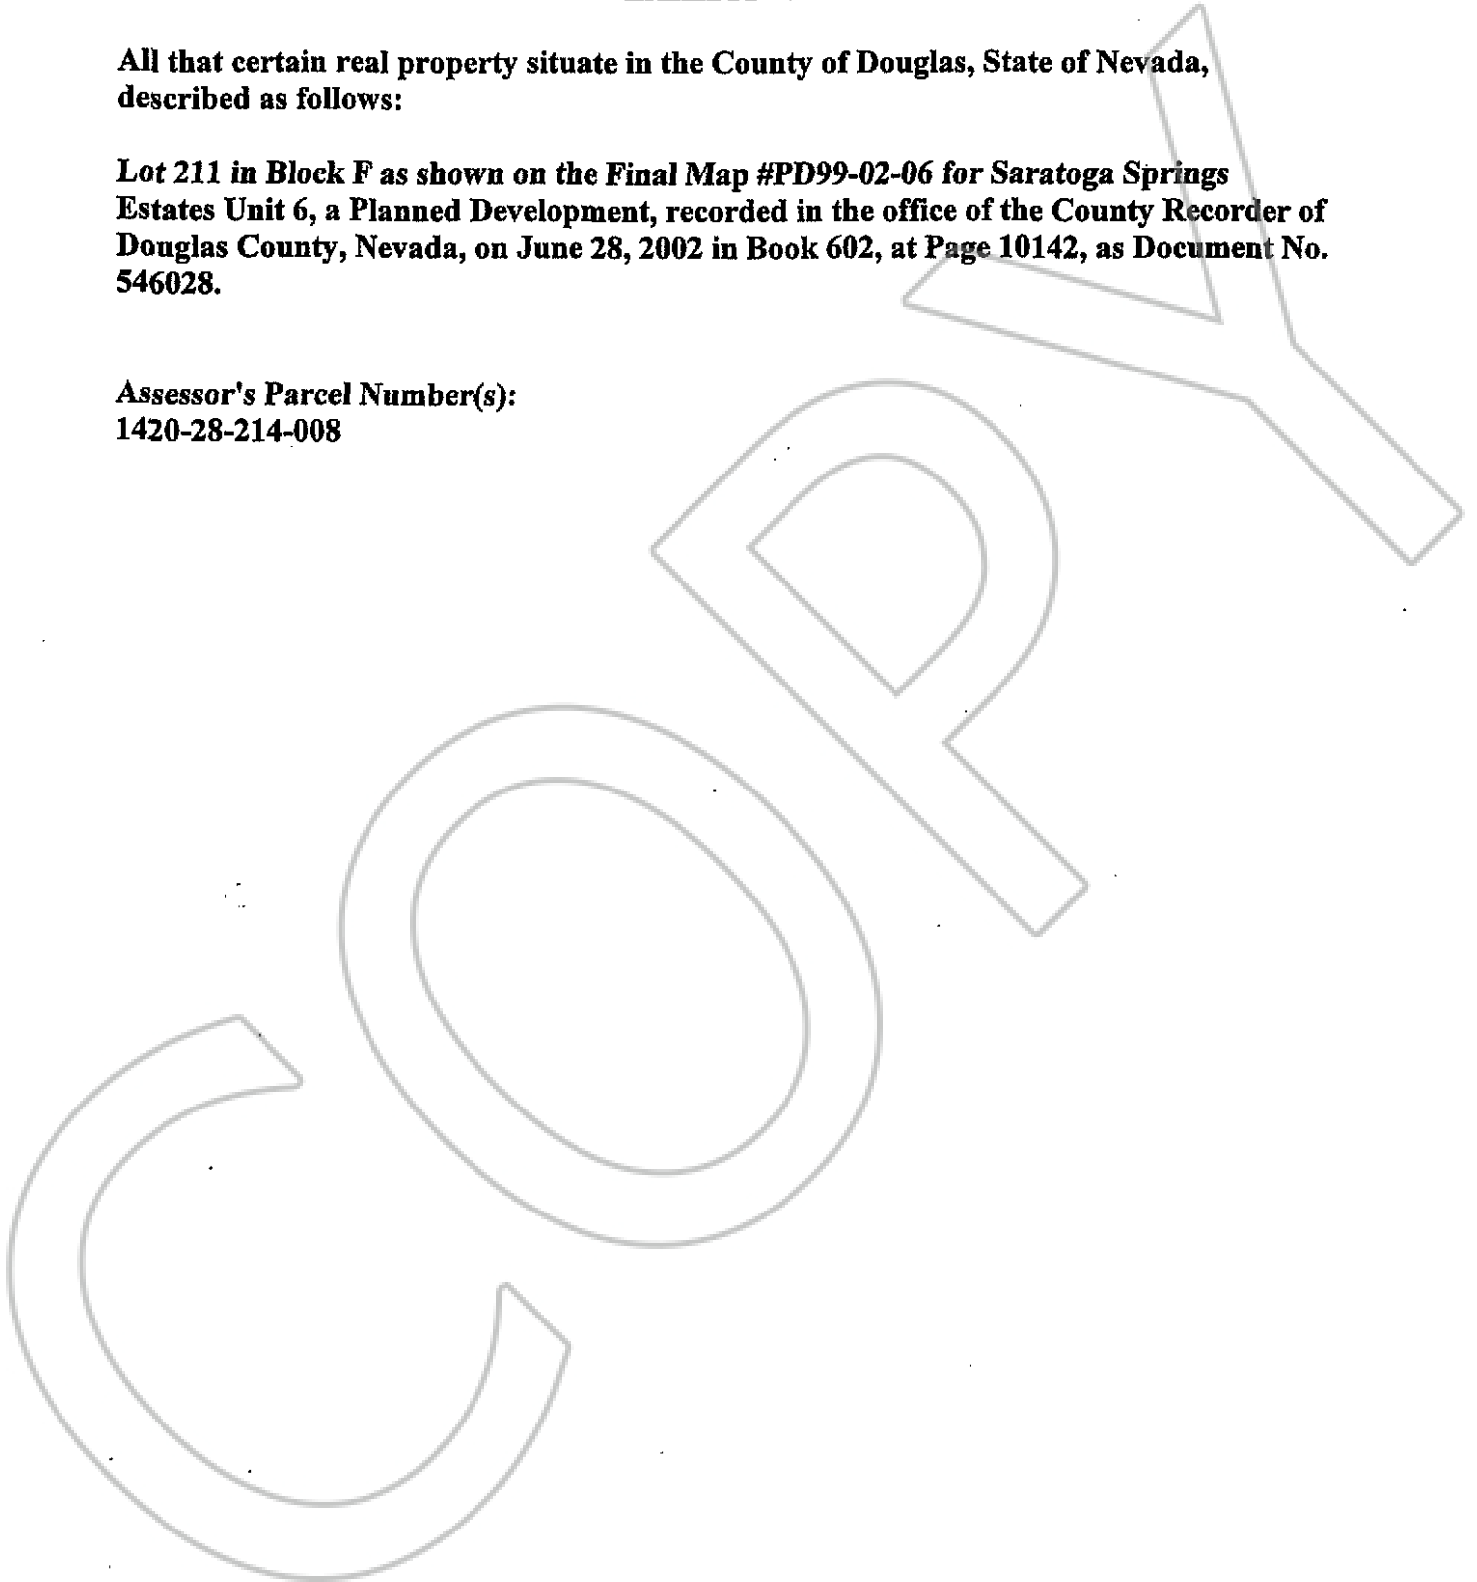 All that certain real property situate in the County of Douglas, State of Nevada,
described as follows:
Lot 211 in Block F as shown on the Final Map #PD99-02-06 for Saratoga Springs
Estates Unit 6, a Planned Development, recorded in the office of the County Recorder of
Douglas County, Nevada, on June 28, 2002 in Book 602, at Page 10142, as Document No.
546028.
Assessor's Parcel Number(s):
1420-28-214-008
COPY